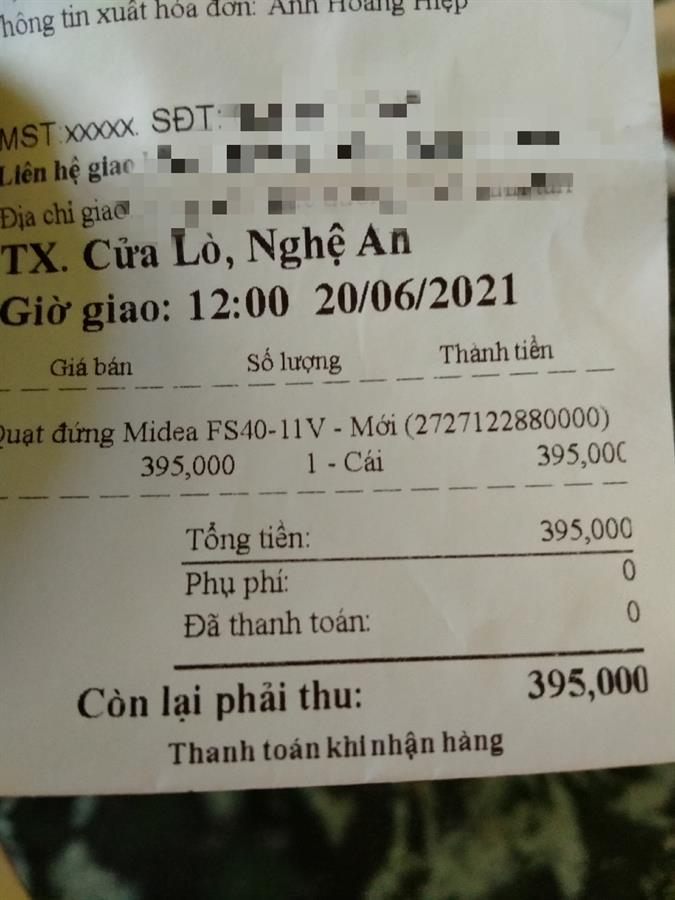 hông tin xuất hóa đơn: Anh Hoàng Hiệp
MST:xxxxx. SĐT:
Liên hệ giao
Địa chỉ giao
TX. Cửa Lò, Nghệ An
Giờ giao: 12:00 20/06/2021
Giá bán Số lượng Thành tiền
Quạt đứng Midea FS40-11V - Mới (2727122880000)
395,000 1 - Cái 395,000
Tổng tiền: 395,000
Phụ phí: 0
Đã thanh toán: 0
Còn lại phải thu: 395,000
Thanh toán khi nhận hàng